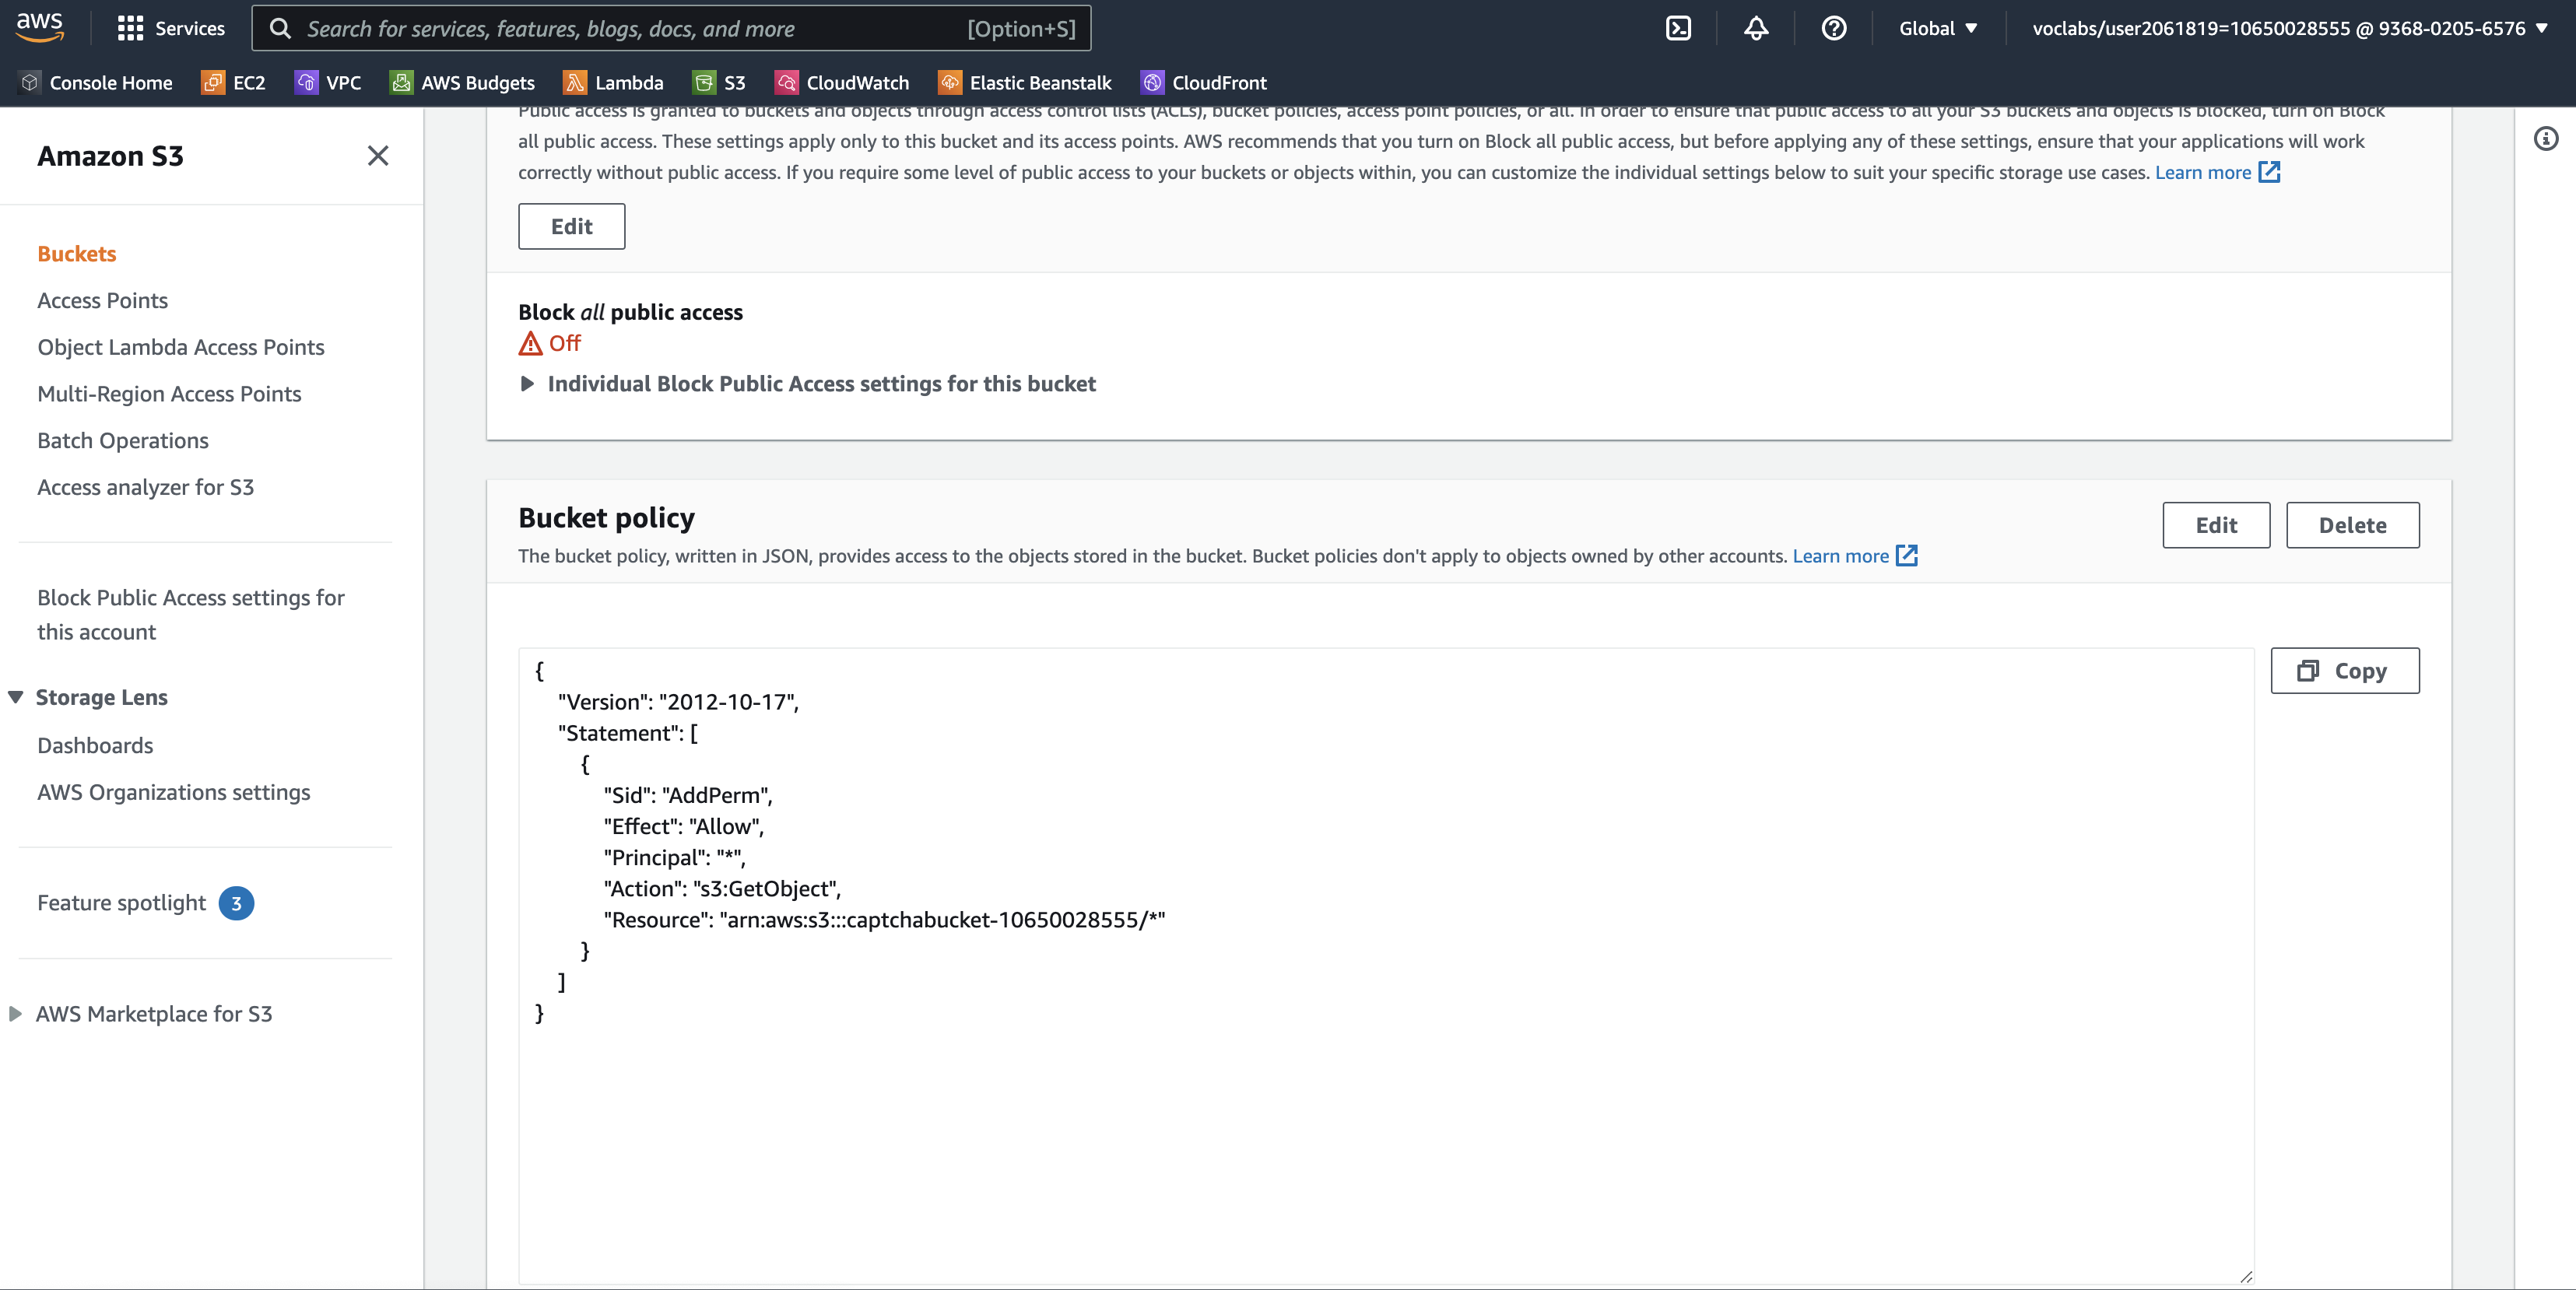 aws
Services
Search for services, features, blogs, docs, and more
[Option+S]
Global ▼
voclabs/user2061819=10650028555 @ 9368-0205-6576 ▼
Console Home
EC2
VPC
AWS Budgets
Lambda
S3
CloudWatch
Elastic Beanstalk
CloudFront
Amazon S3
Buckets
Access Points
Object Lambda Access Points
Multi-Region Access Points
Batch Operations
Access analyzer for S3
Block Public Access settings for
this account
Storage Lens
Dashboards
AWS Organizations settings
Feature spotlight 3
AWS Marketplace for S3
Public access is granted to buckets and objects through access control lists (ACLs), bucket policies, access point policies, or all. In order to ensure that public access to all your S3 buckets and objects is blocked, turn on Block
all public access. These settings apply only to this bucket and its access points. AWS recommends that you turn on Block all public access, but before applying any of these settings, ensure that your applications will work
correctly without public access. If you require some level of public access to your buckets or objects within, you can customize the individual settings below to suit your specific storage use cases. Learn more
Edit
Block all public access
Off
Individual Block Public Access settings for this bucket
Bucket policy
Edit
Delete
The bucket policy, written in JSON, provides access to the objects stored in the bucket. Bucket policies don't apply to objects owned by other accounts. Learn more
Copy
{
"Version": "2012-10-17",
"Statement": [
{
"Sid": "AddPerm",
"Effect": "Allow",
"Principal": "*",
"Action": "s3:GetObject",
"Resource": "arn:aws:s3:::captchabucket-10650028555/*"
}
]
}